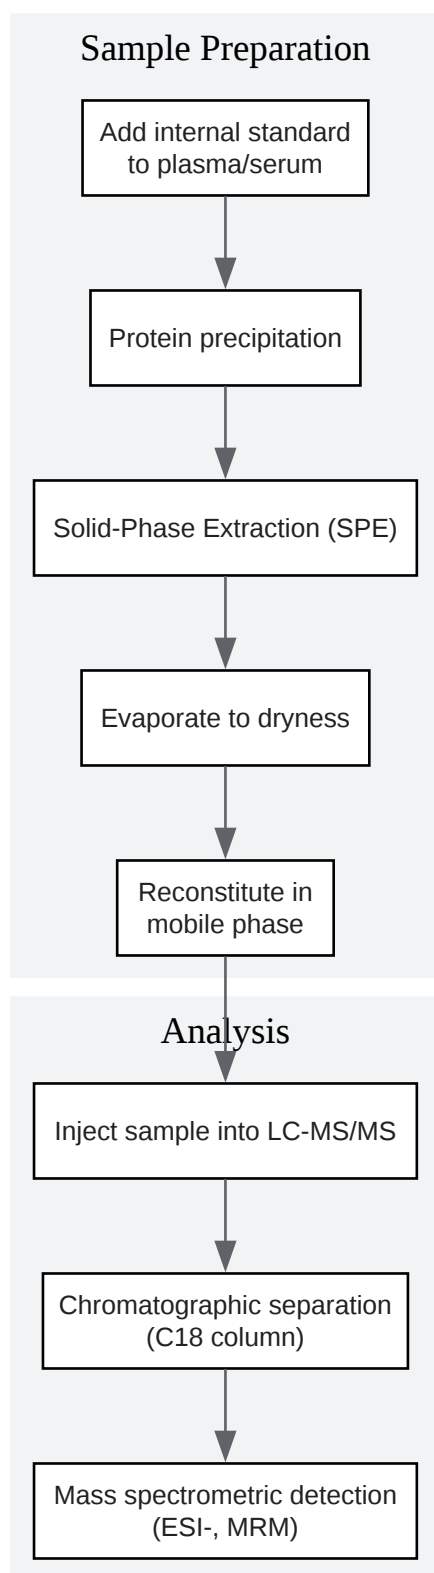 Sample Preparation
Add internal standard
to plasma/serum
Protein precipitation
Solid-Phase Extraction (SPE)
Evaporate to dryness
Reconstitute in
mobile phase
Analysis
Inject sample into LC-MS/MS
Chromatographic separation
(C18 column)
Mass spectrometric detection
(ESI-, MRM)